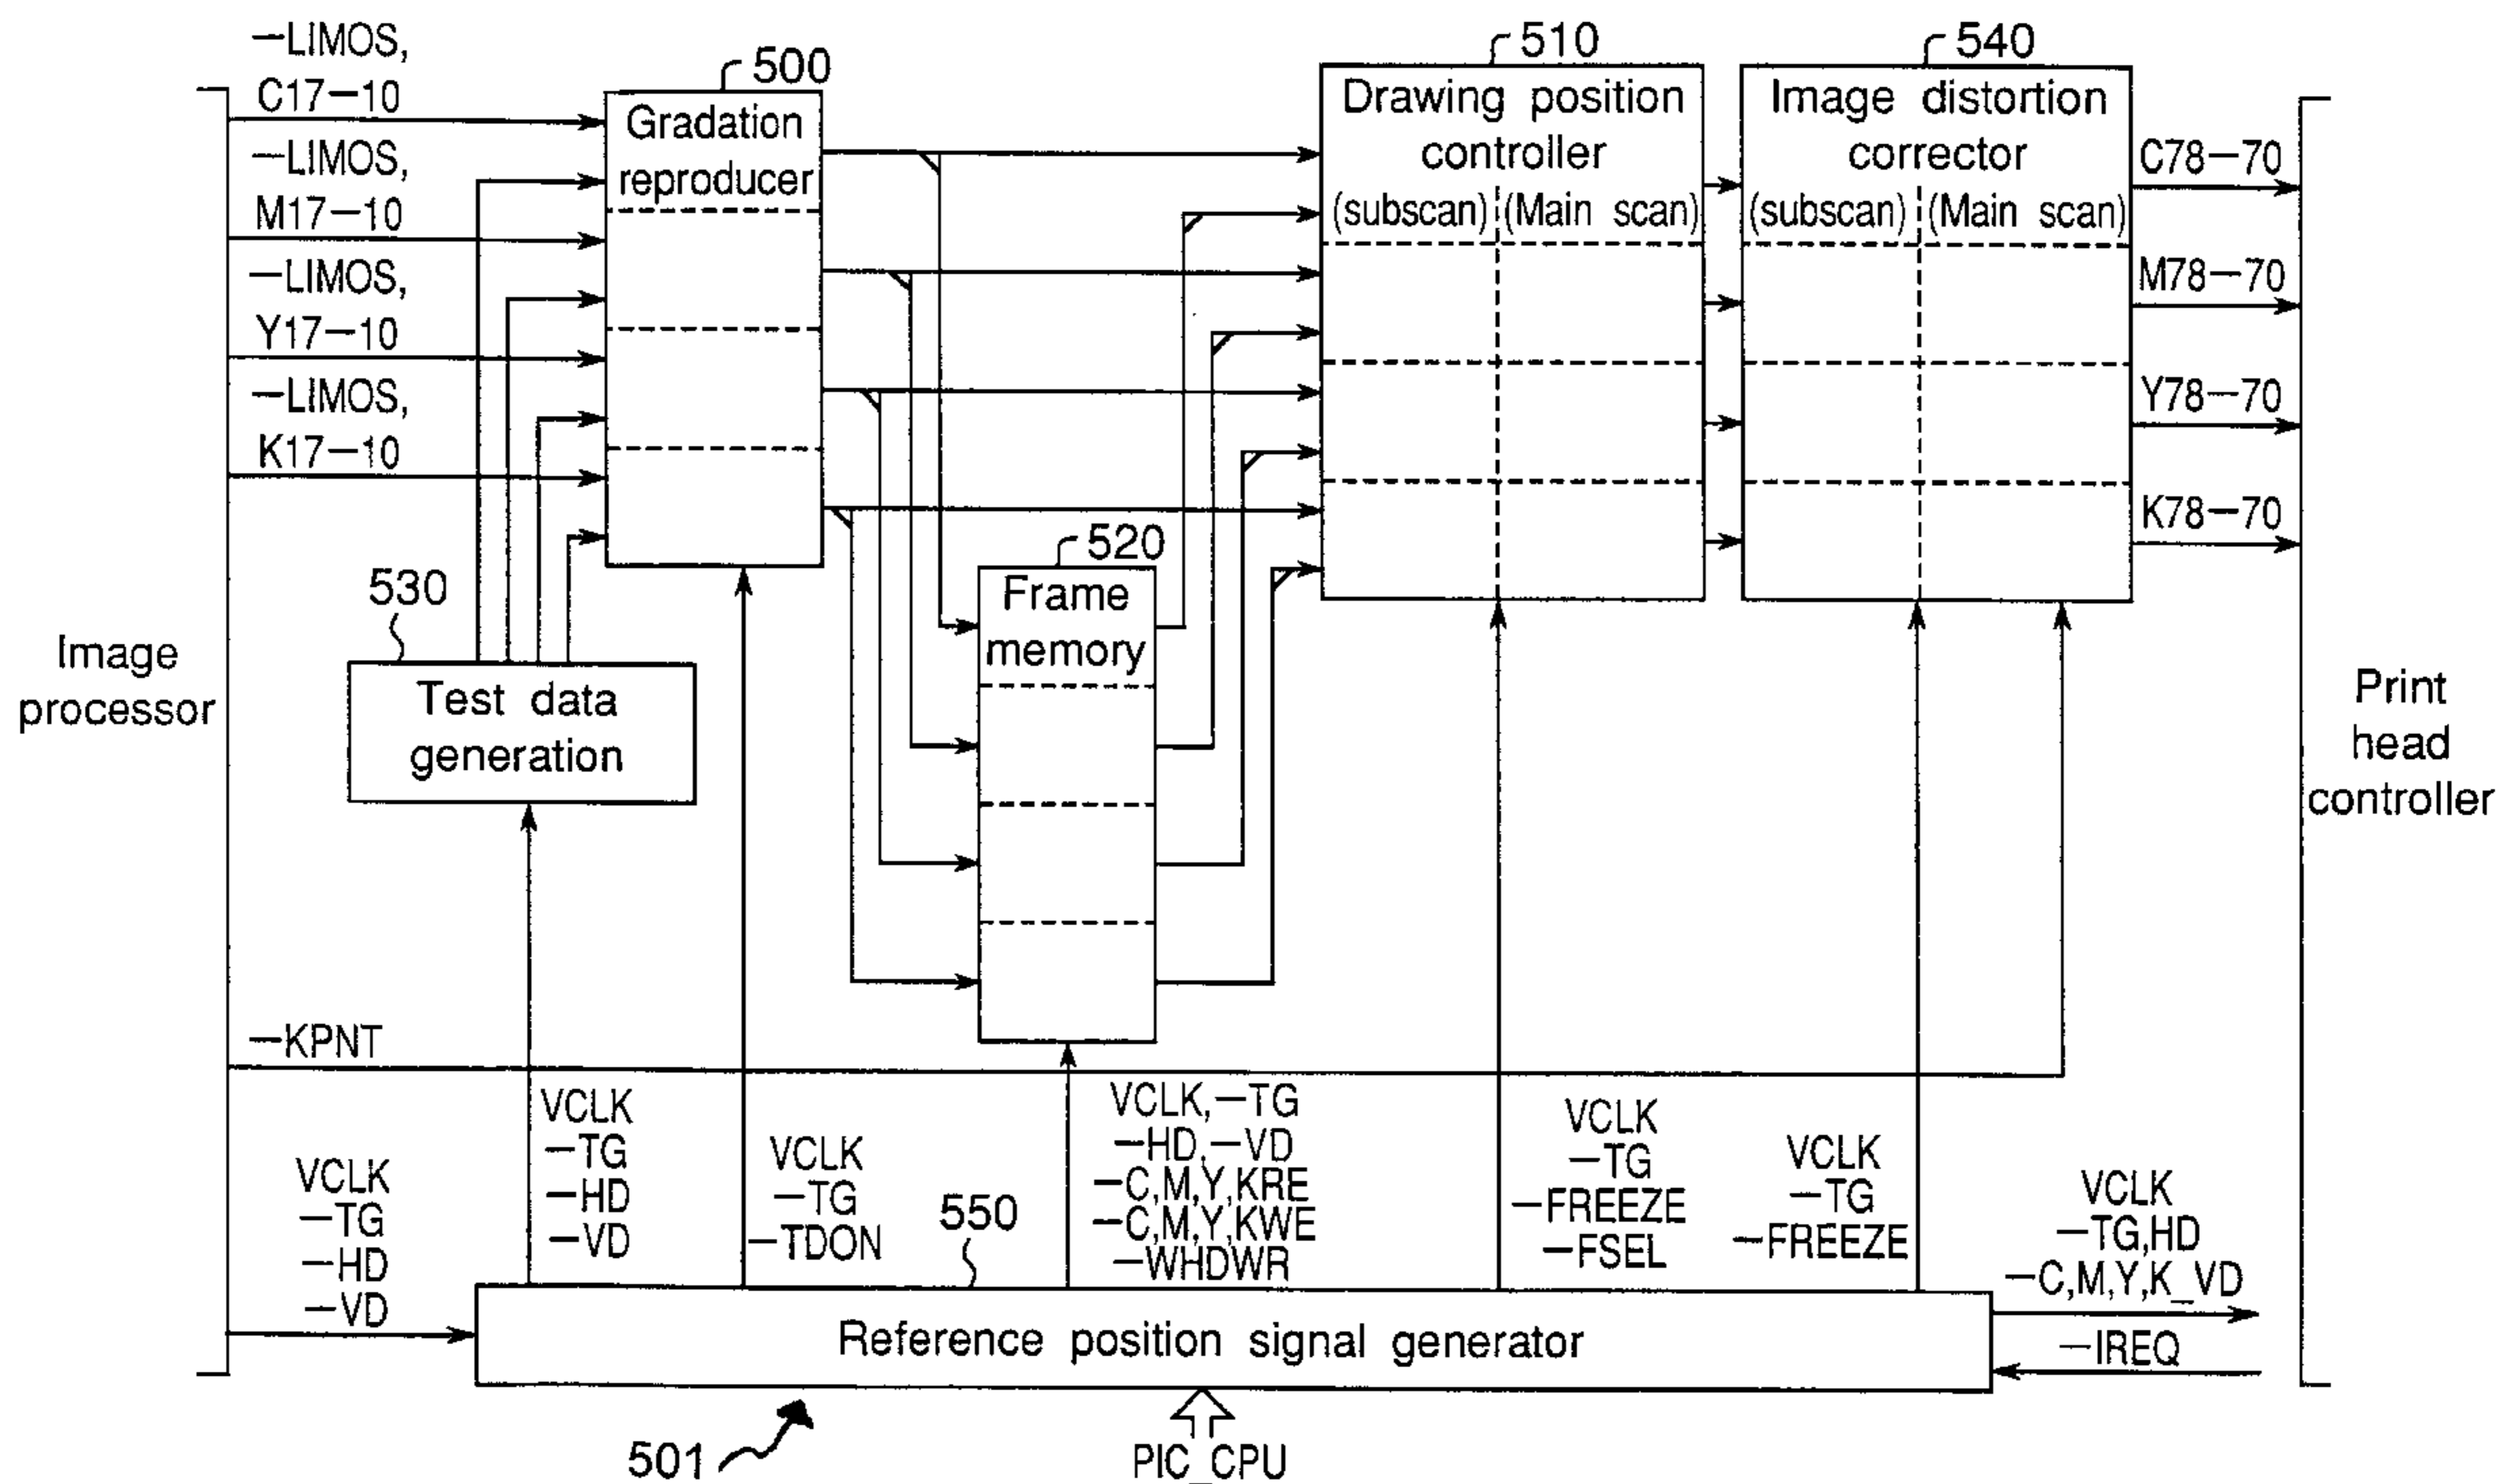 —LIMOS,
C17—10
—LIMOS,
M17—10
—LIMOS,
Y17—10
—LIMOS,
K17—10
500
Gradation
reproducer
510
Drawing position
controller
(subscan) (Main scan)
540
Image distortion
corrector
(subscan) (Main scan)
C78—70
M78—70
Y78—70
K78—70
520
Frame
memory
530
Test data
generation
Image
processor
Print
head
controller
—KPNT
VCLK
—TG
—HD
—VD
VCLK
—TG
—HD
—VD
VCLK
—TG
—TDON
VCLK,—TG
—HD,—VD
—C,M,Y,KRE
—C,M,Y,KWE
—WHDWR
VCLK
—TG
—FREEZE
—FSEL
VCLK
—TG
—FREEZE
VCLK
—TG,HD
—C,M,Y,K_VD
—IREQ
550
Reference position signal generator
501
PIC_CPU